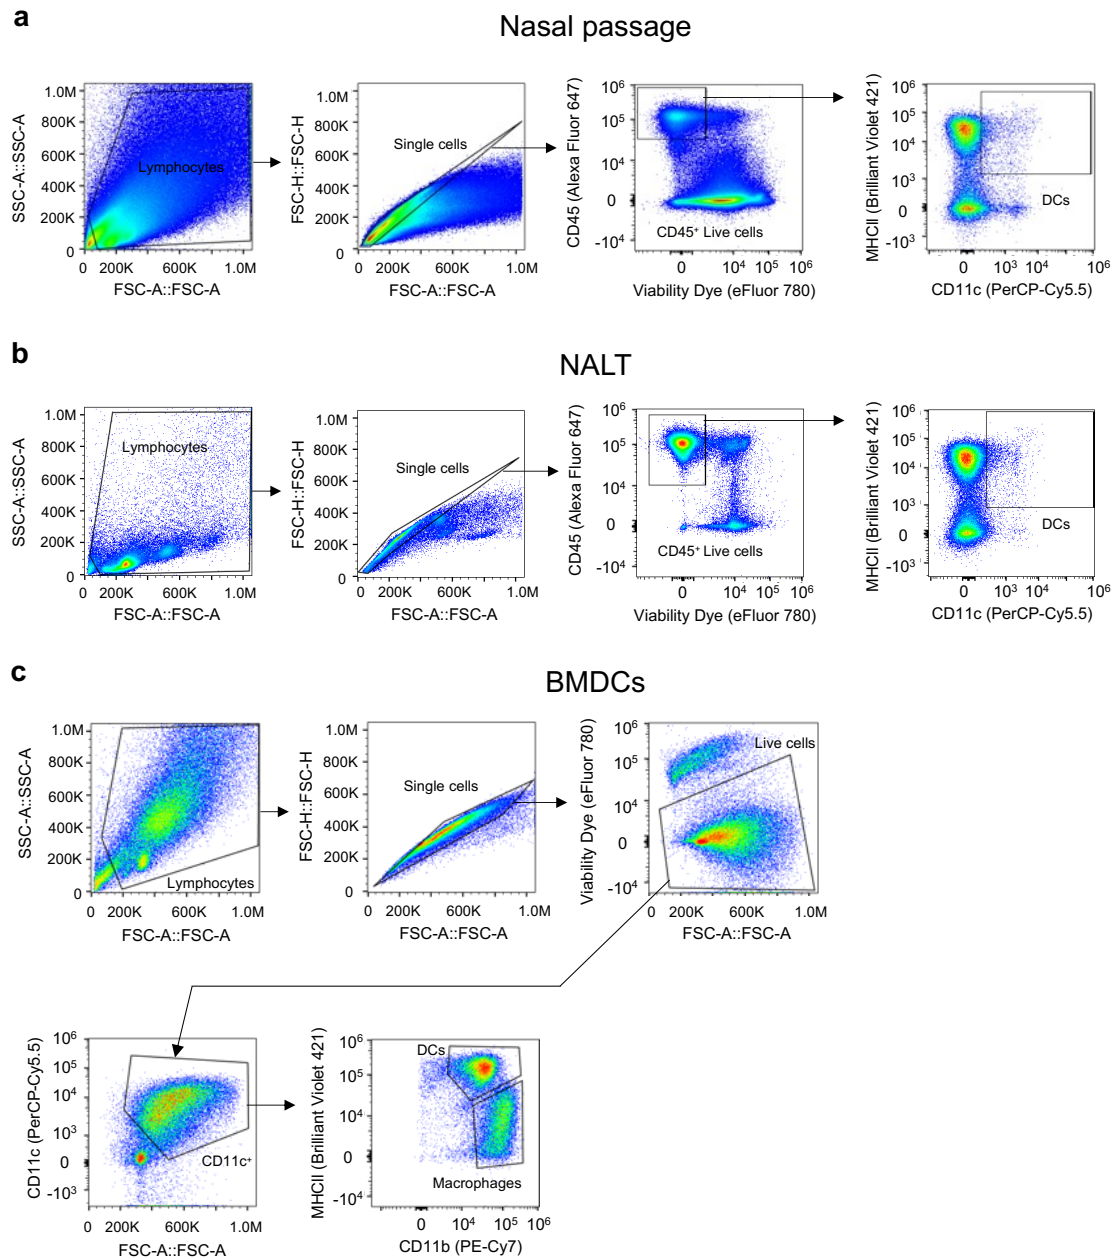 a
Nasal passage
1.0M
800K
600K
400K
200K
0
SSC-A::SSC-A
Lymphocytes
0 200K 600K 1.0M
FSC-A::FSC-A
1.0M
800K
600K
400K
200K
0
FSC-H::FSC-H
Single cells
0 200K 600K 1.0M
FSC-A::FSC-A
10⁶
10⁵
10⁴
0
-10⁴
CD45 (Alexa Fluor 647)
CD45⁺ Live cells
0 10⁴ 10⁵ 10⁶
Viability Dye (eFluor 780)
10⁶
10⁵
10⁴
10³
0
-10³
MHCII (Brilliant Violet 421)
DCs
0 10³ 10⁴ 10⁶
CD11c (PerCP-Cy5.5)
b
NALT
1.0M
800K
600K
400K
200K
0
SSC-A::SSC-A
Lymphocytes
0 200K 600K 1.0M
FSC-A::FSC-A
1.0M
800K
600K
400K
200K
0
FSC-H::FSC-H
Single cells
0 200K 600K 1.0M
FSC-A::FSC-A
10⁶
10⁵
10⁴
0
-10⁴
CD45 (Alexa Fluor 647)
CD45⁺ Live cells
0 10⁴ 10⁵ 10⁶
Viability Dye (eFluor 780)
10⁶
10⁵
10⁴
10³
0
-10³
MHCII (Brilliant Violet 421)
DCs
0 10³ 10⁴ 10⁶
CD11c (PerCP-Cy5.5)
c
BMDCs
1.0M
800K
600K
400K
200K
0
SSC-A::SSC-A
Lymphocytes
0 200K 600K 1.0M
FSC-A::FSC-A
1.0M
800K
600K
400K
200K
0
FSC-H::FSC-H
Single cells
0 200K 600K 1.0M
FSC-A::FSC-A
10⁶
10⁵
10⁴
0
-10⁴
Viability Dye (eFluor 780)
Live cells
0 200K 600K 1.0M
FSC-A::FSC-A
10⁶
10⁵
10⁴
10³
0
-10³
CD11c (PerCP-Cy5.5)
CD11c⁺
0 200K 600K 1.0M
FSC-A::FSC-A
10⁶
10⁵
10⁴
0
-10⁴
MHCII (Brilliant Violet 421)
DCs
Macrophages
0 10⁴ 10⁵ 10⁶
CD11b (PE-Cy7)